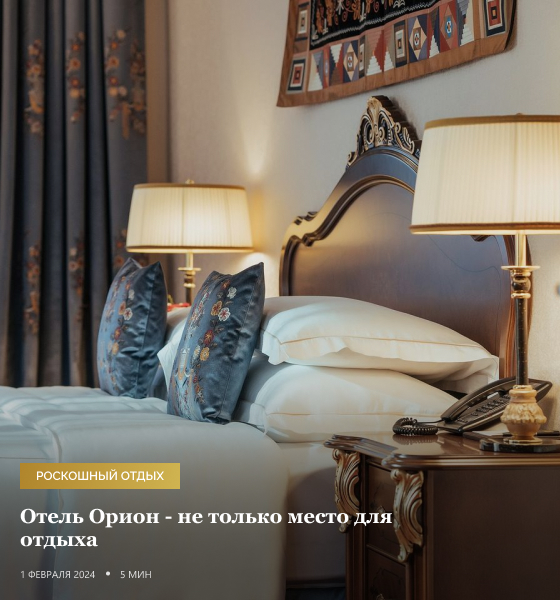 РОСКОШНЫЙ ОТДЫХ
Отель Орион - не только место для
отдыха
1 ФЕВРАЛЯ 2024 • 5 МИН